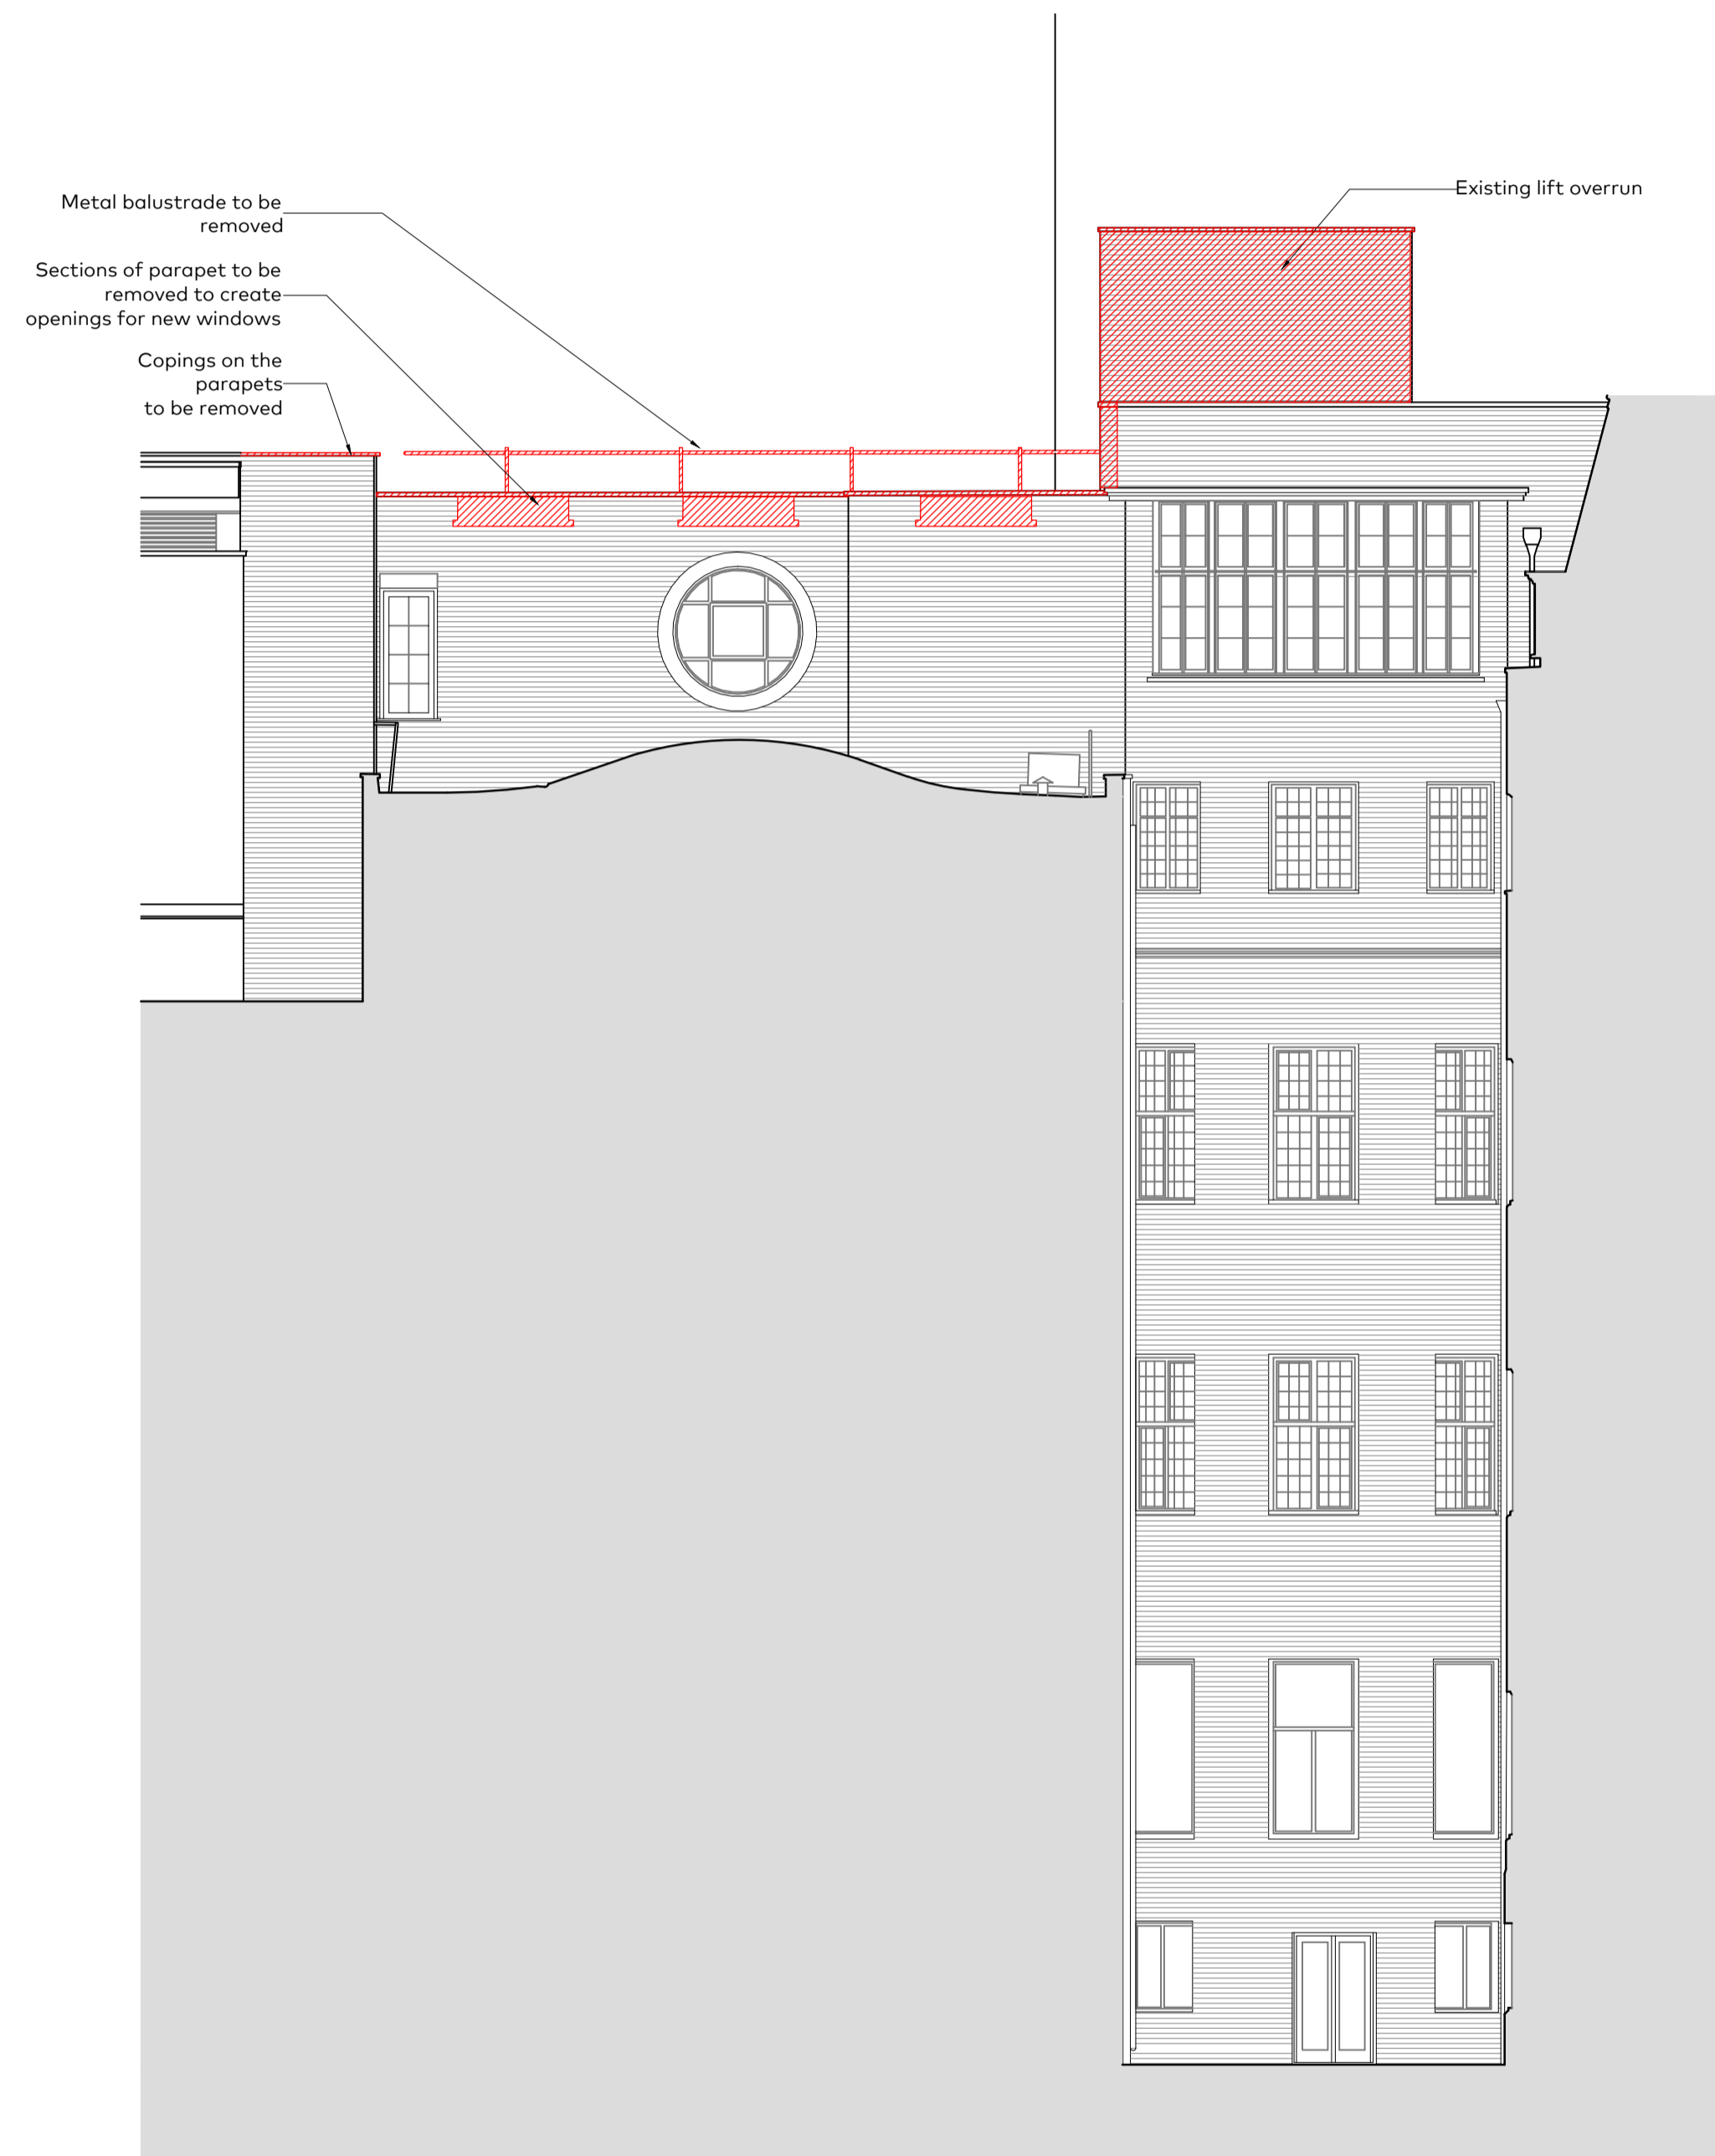 Metal balustrade to be
removed
Sections of parapet to be
removed to create
openings for new windows
Copings on the
parapets
to be removed
Existing lift overrun